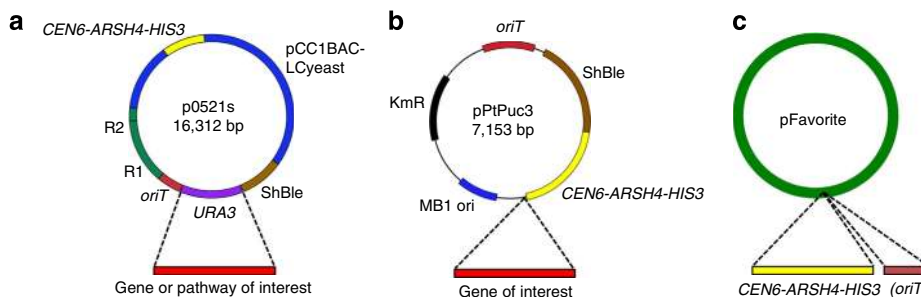 a
CEN6-ARSH4-HIS3
pCC1BAC-
LCyeast
p0521s
16,312 bp
R2
R1
oriT
URA3
ShBle
Gene or pathway of interest
b
oriT
ShBle
KmR
pPtPuc3
7,153 bp
MB1 ori
CEN6-ARSH4-HIS3
Gene of interest
c
pFavorite
CEN6-ARSH4-HIS3
(oriT